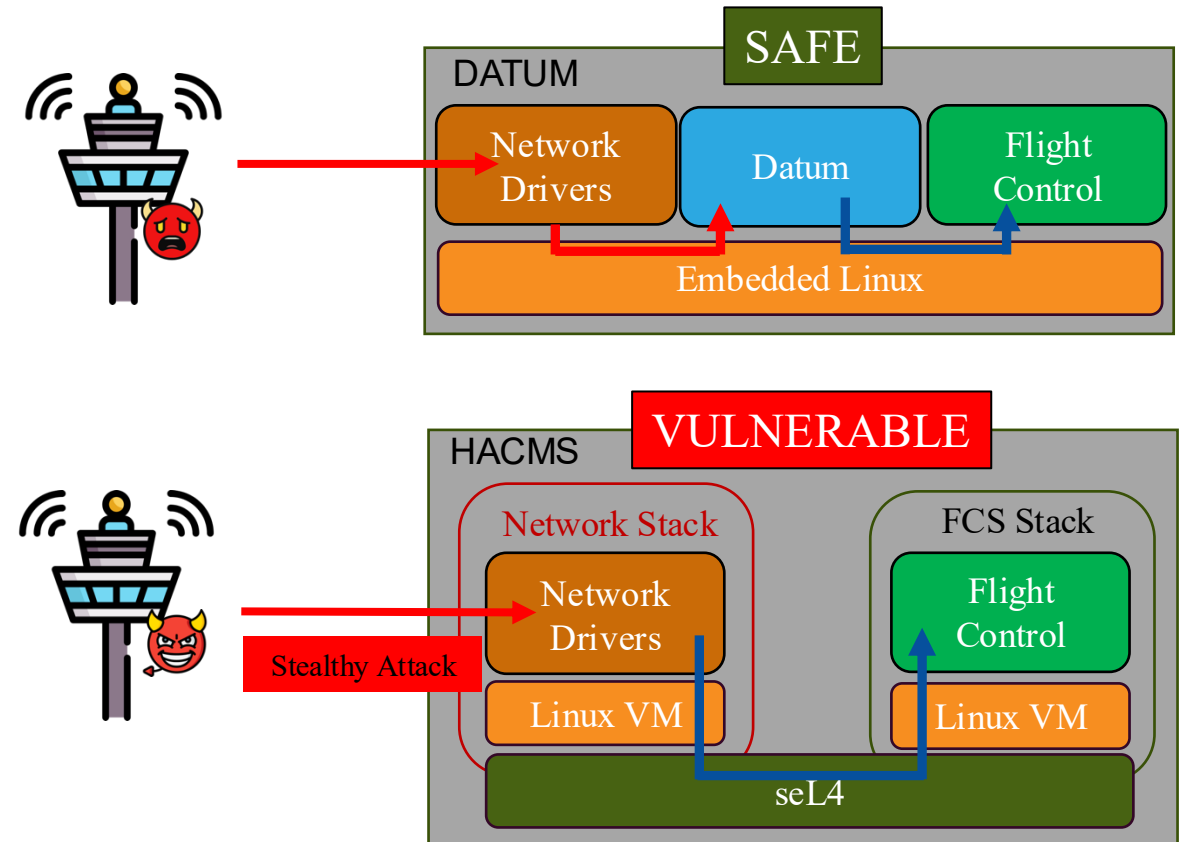 SAFE
DATUM
Network
Drivers
Datum
Flight
Control
Embedded Linux
VULNERABLE
HACMS
Network Stack
FCS Stack
Network
Drivers
Flight
Control
Stealthy Attack
Linux VM
Linux VM
seL4